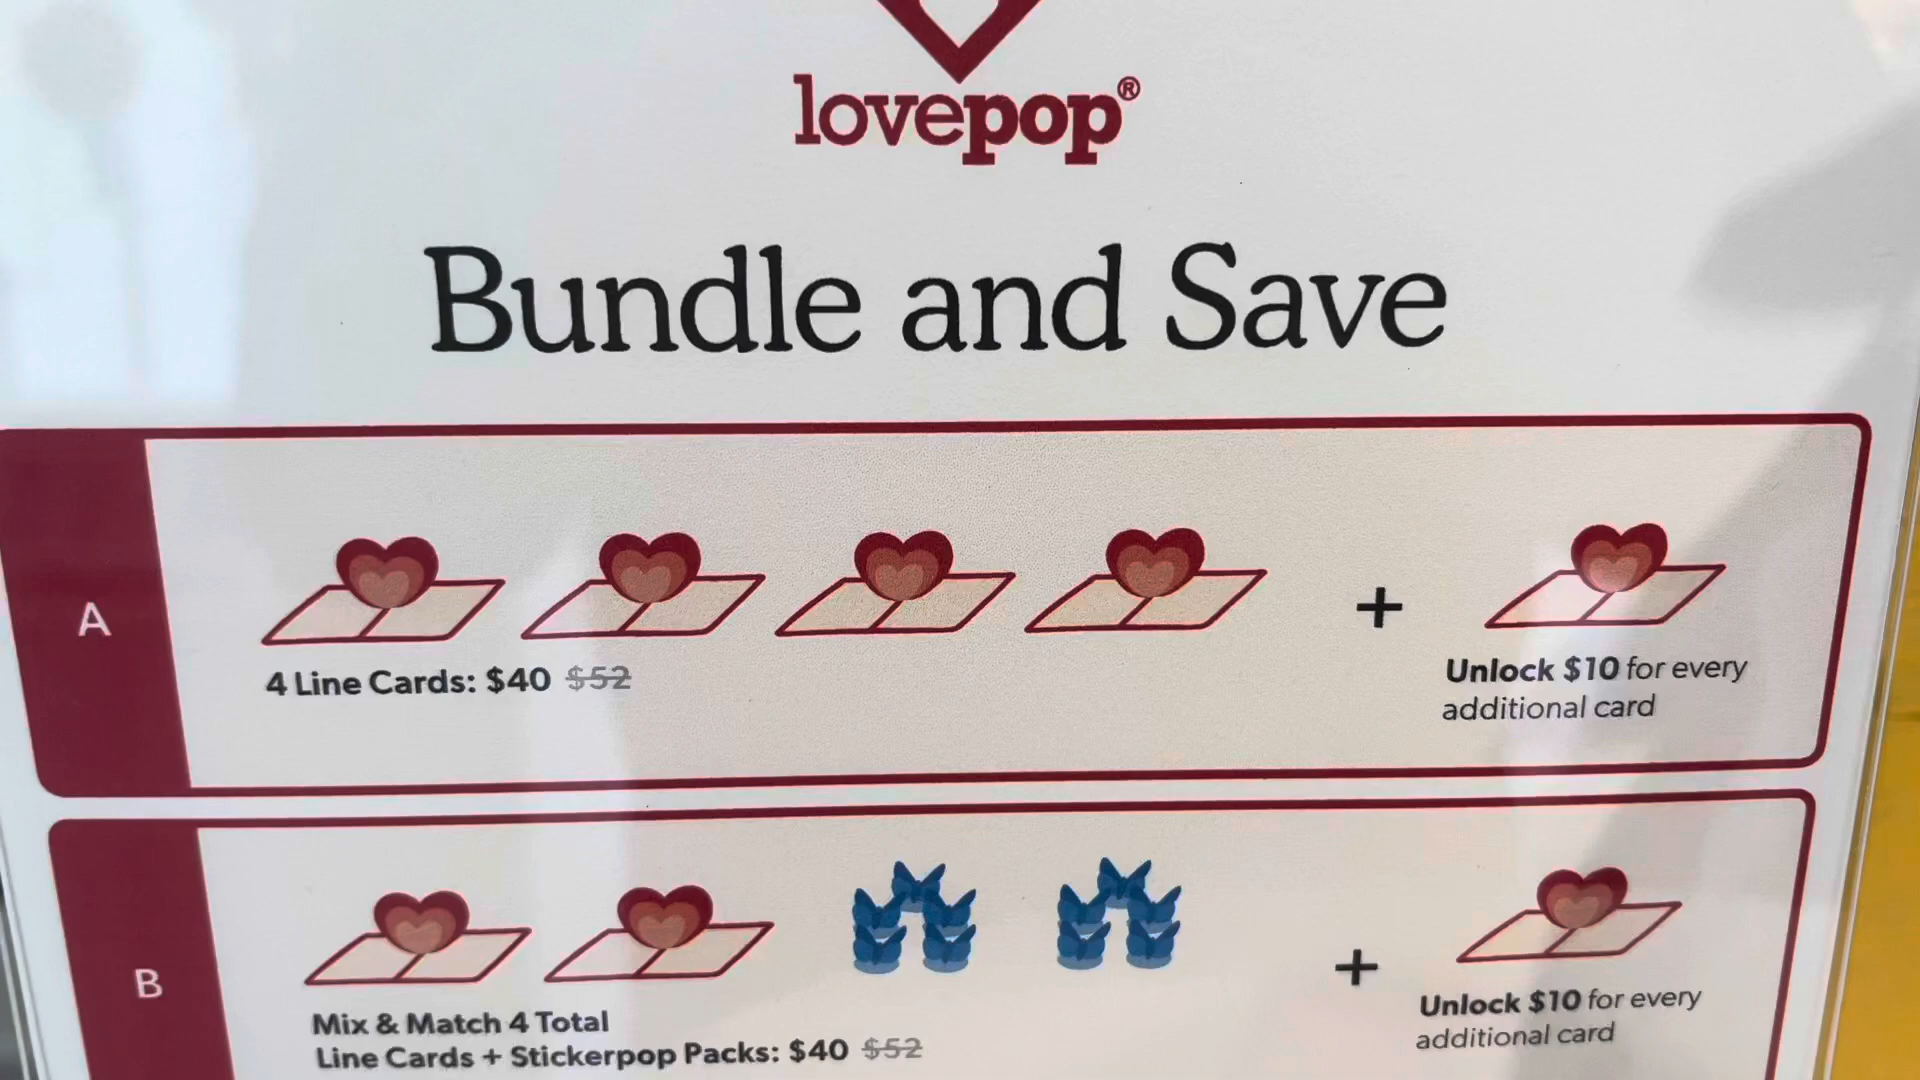 lovepop®
Bundle and Save
A
4 Line Cards: $40 $52
Unlock $10 for every
additional card
B
Mix & Match 4 Total
Line Cards + Stickerpop Packs: $40 $52
Unlock $10 for every
additional card